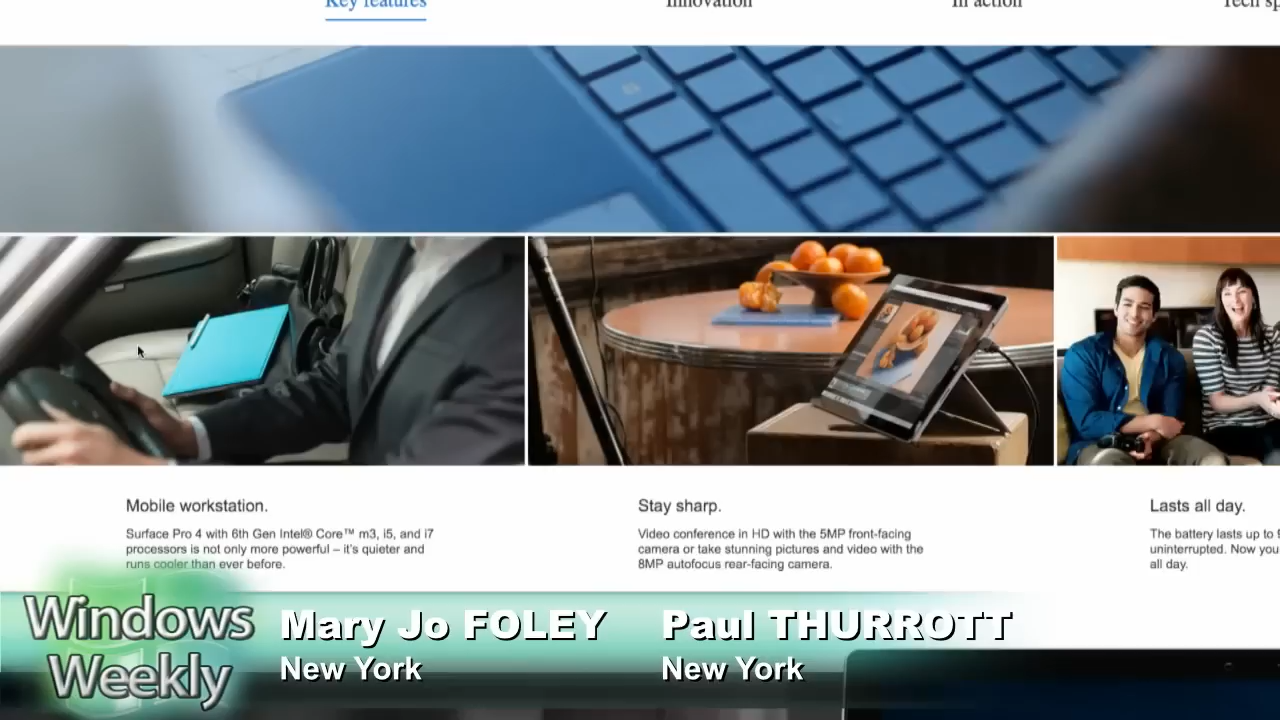 Key features
Innovation
In action
Tech sp
Mobile workstation.
Surface Pro 4 with 6th Gen Intel® Core™ m3, i5, and i7
processors is not only more powerful – it's quieter and
runs cooler than ever before.
Stay sharp.
Video conference in HD with the 5MP front-facing
camera or take stunning pictures and video with the
8MP autofocus rear-facing camera.
Lasts all day.
The battery lasts up to 9
uninterrupted. Now you
all day.
Windows
Weekly
Mary Jo FOLEY
New York
Paul THURROTT
New York